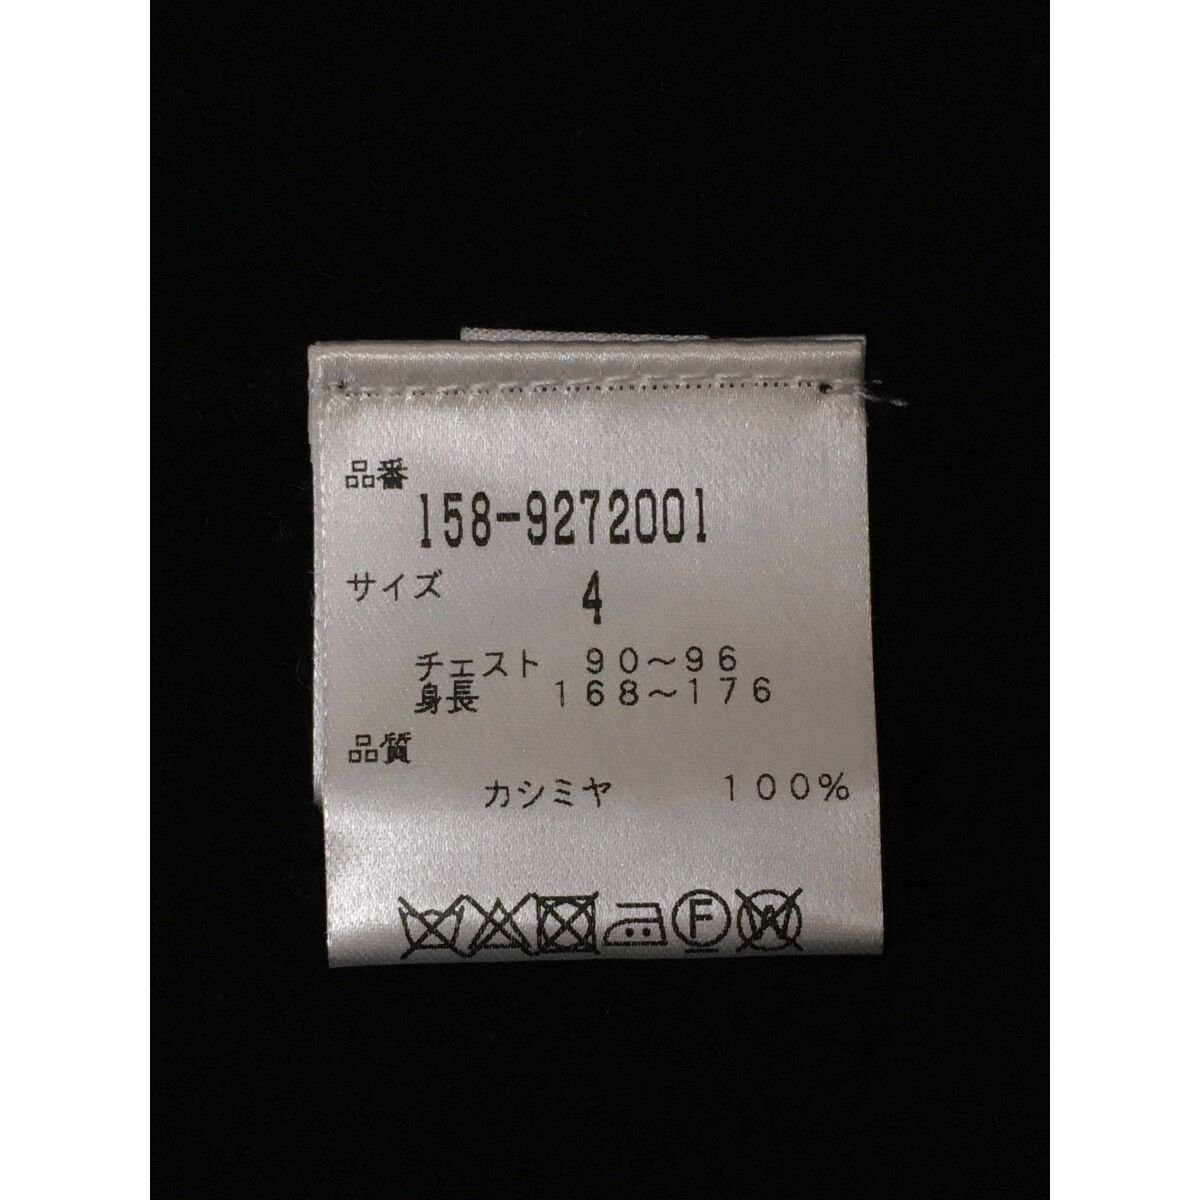 品番
158-9272001
サイズ 4
チェスト 90～96
身長 168～176
品質
カシミヤ 100%
F W